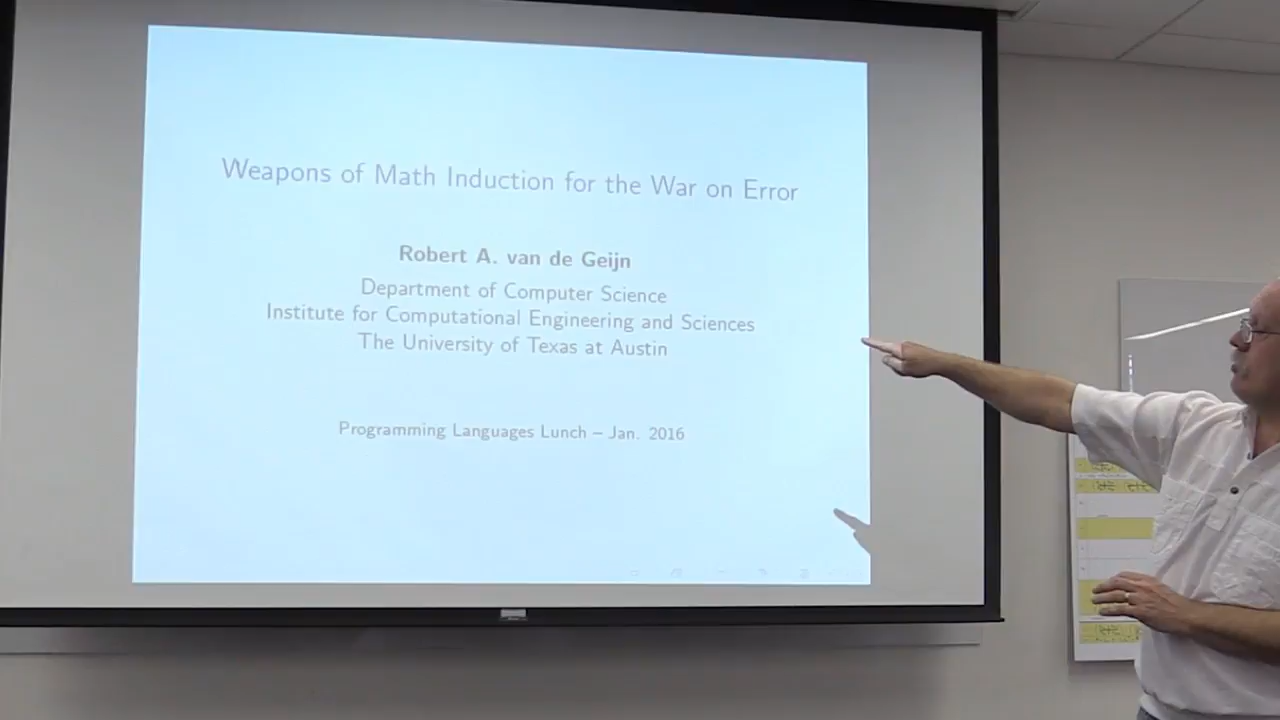 Weapons of Math Induction for the War on Error
Robert A. van de Geijn
Department of Computer Science
Institute for Computational Engineering and Sciences
The University of Texas at Austin
Programming Languages Lunch – Jan. 2016